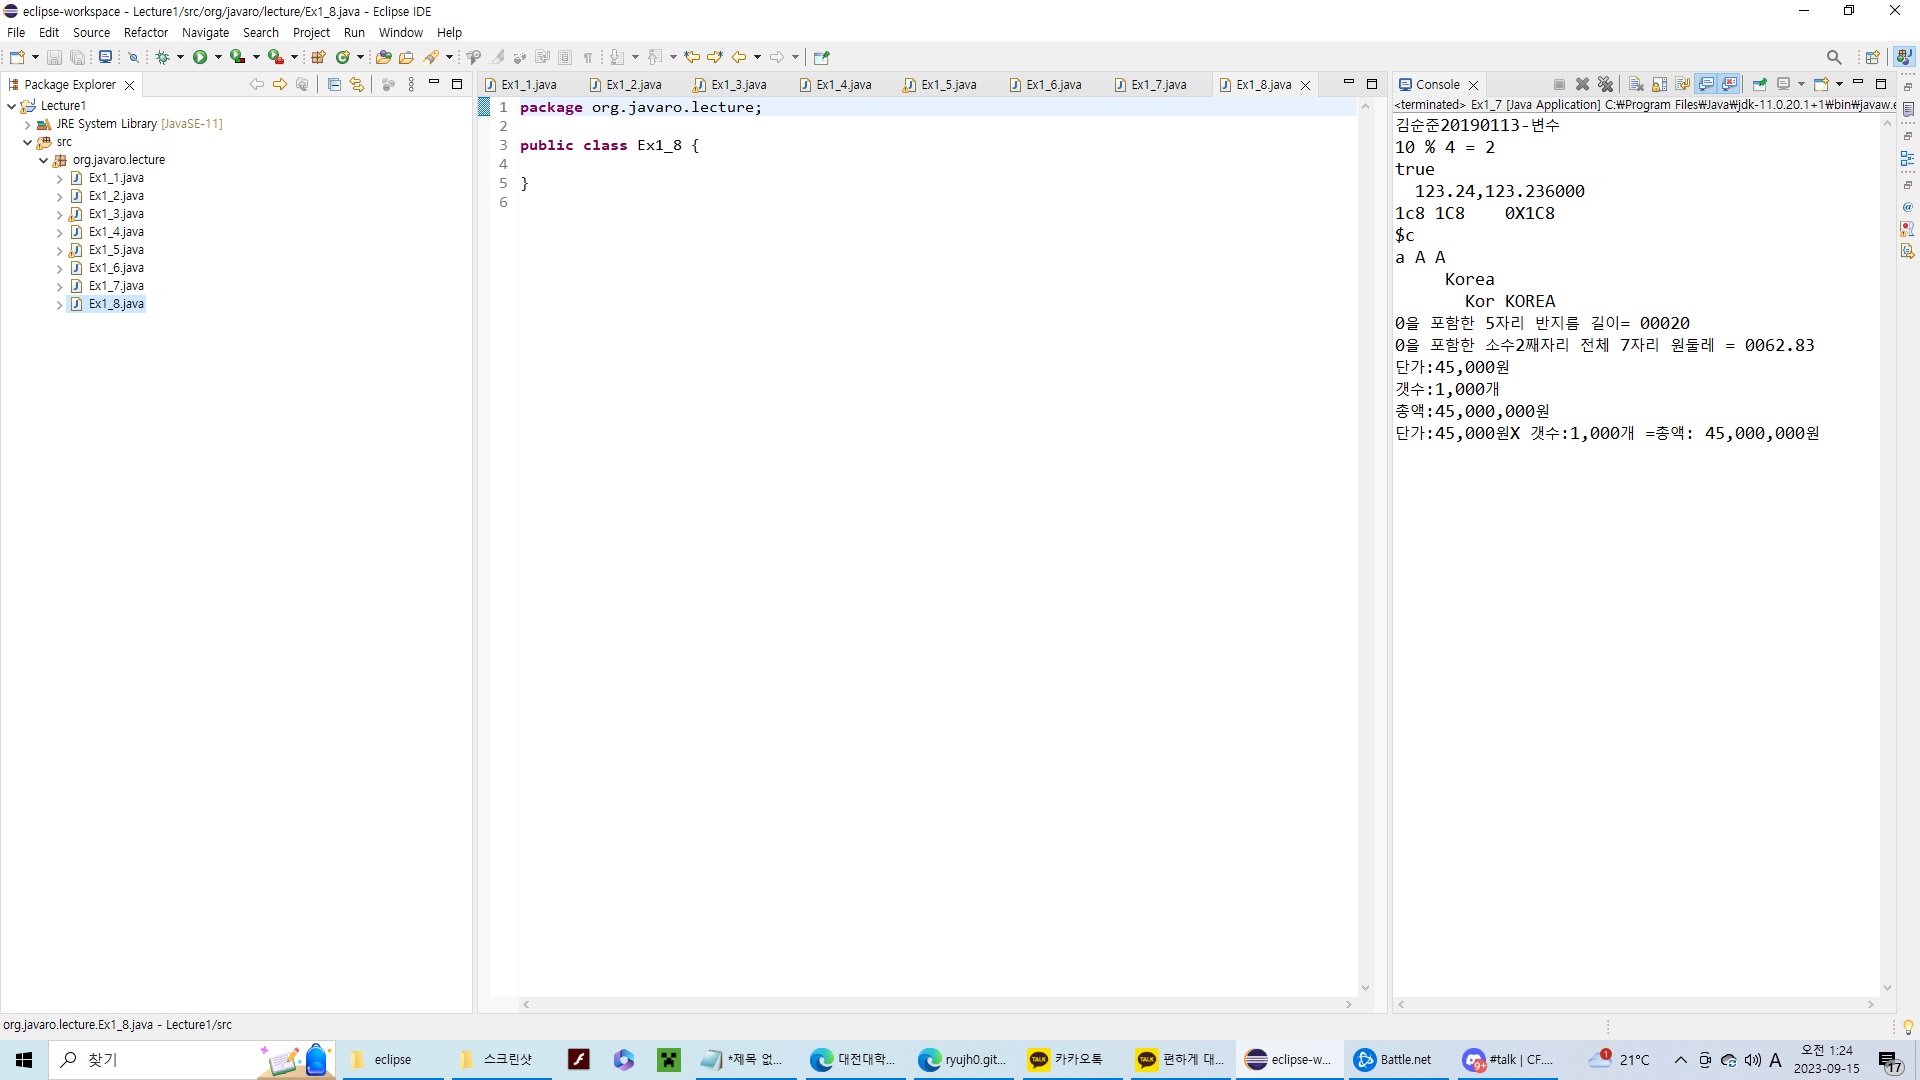 eclipse-workspace - Lecture1/src/org/javaro/lecture/Ex1_8.java - Eclipse IDE
File Edit Source Refactor Navigate Search Project Run Window Help
Package Explorer
Lecture1
JRE System Library [JavaSE-11]
src
org.javaro.lecture
Ex1_1.java
Ex1_2.java
Ex1_3.java
Ex1_4.java
Ex1_5.java
Ex1_6.java
Ex1_7.java
Ex1_8.java
Ex1_1.java Ex1_2.java Ex1_3.java Ex1_4.java Ex1_5.java Ex1_6.java Ex1_7.java Ex1_8.java
1 package org.javaro.lecture;
2
3 public class Ex1_8 {
4
5 }
6
Console
<terminated> Ex1_7 [Java Application] C:₩Program Files₩Java₩jdk-11.0.20.1+1₩bin₩javaw.e
김순준20190113-변수
10 % 4 = 2
true
123.24,123.236000
1c8 1C8 0X1C8
$c
a A A
Korea
Kor KOREA
0을 포함한 5자리 반지름 길이= 00020
0을 포함한 소수2째자리 전체 7자리 원둘레 = 0062.83
단가:45,000원
갯수:1,000개
총액:45,000,000원
단가:45,000원X 갯수:1,000개 =총액: 45,000,000원
org.javaro.lecture.Ex1_8.java - Lecture1/src
찾기 eclipse 스크린샷 *제목 없... 대전대학... ryujh0.git... TALK 카카오톡 TALK 편하게 대... eclipse-w... Battle.net 9+ #talk | CF.... 1 21°C A 오전 1:24
2023-09-15 17